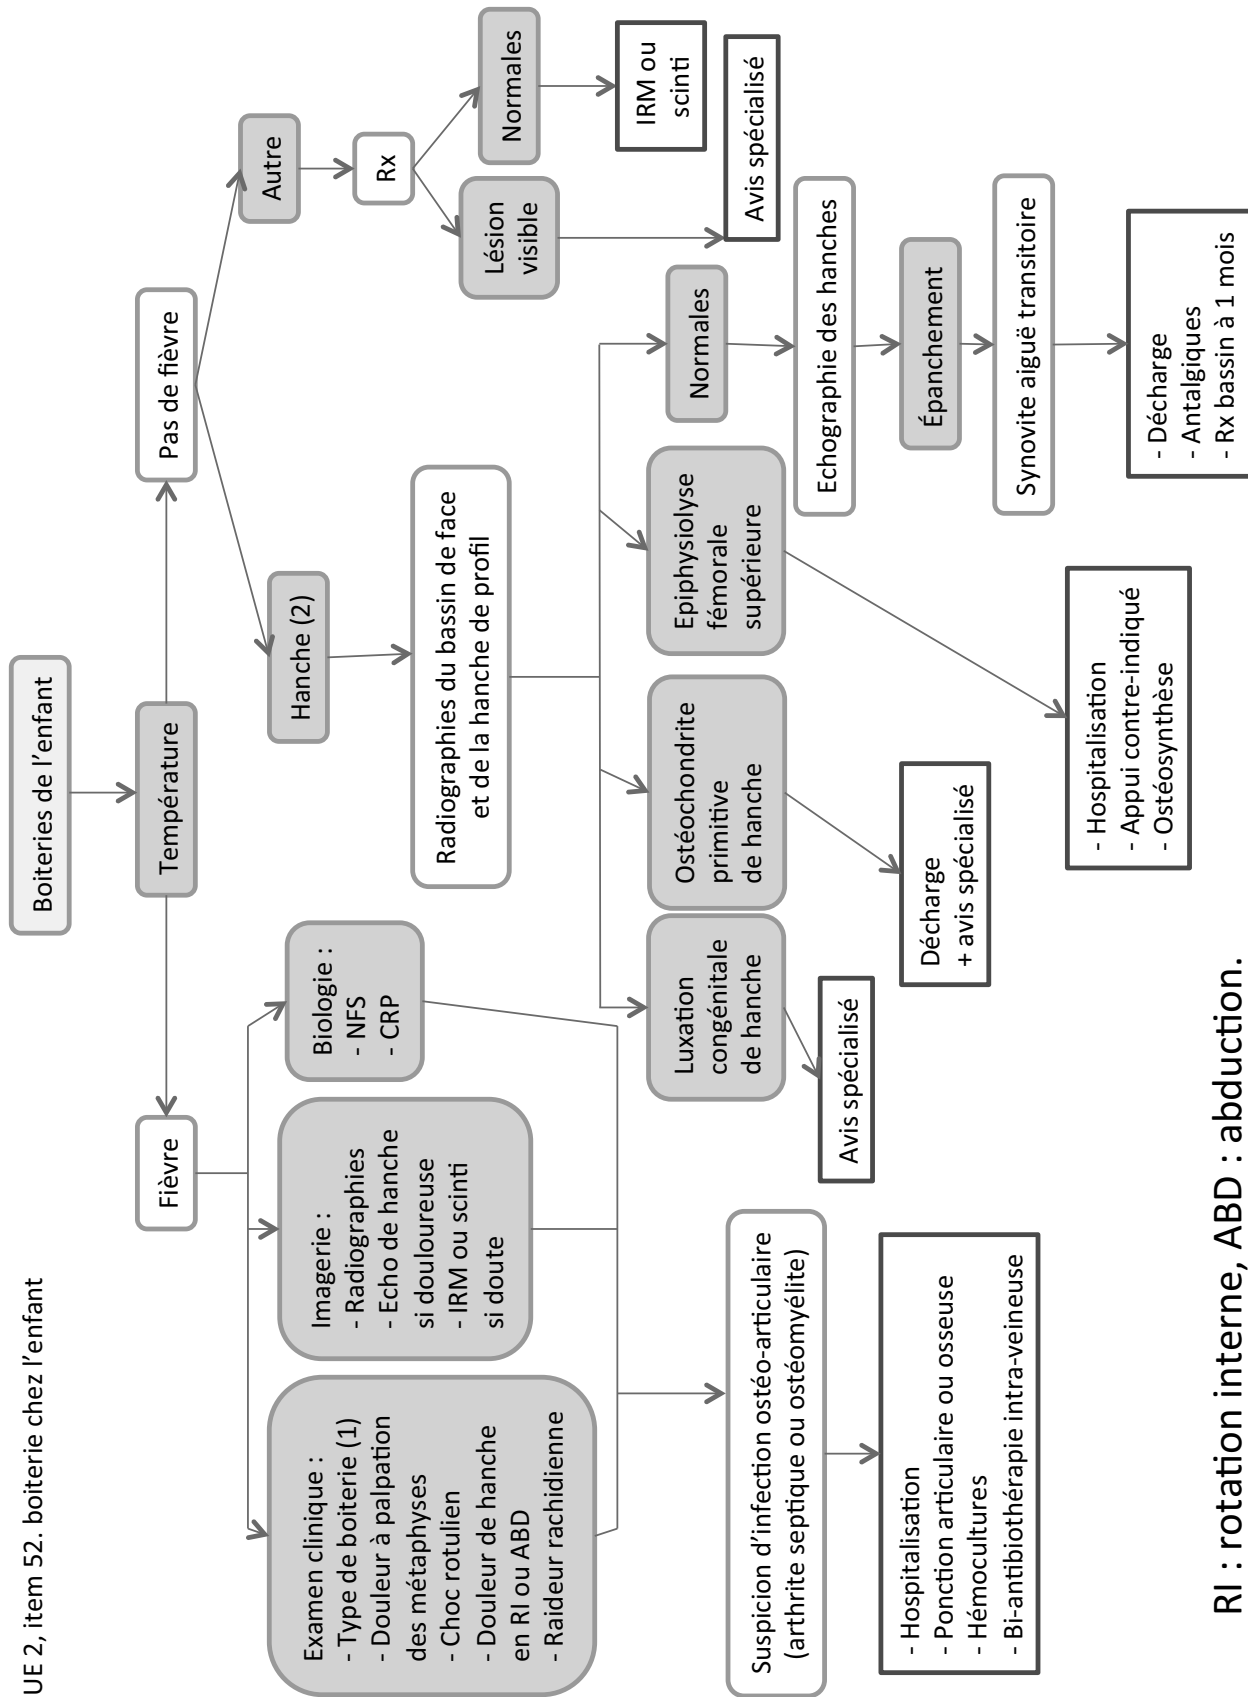 UE 2, item 52. boiterie chez l’enfant
Boiteries de l’enfant
Température
Fièvre
Pas de fièvre
Examen clinique :
- Type de boiterie (1)
- Douleur à palpation
des métaphyses
- Choc rotulien
- Douleur de hanche
en RI ou ABD
- Raideur rachidienne
Imagerie :
- Radiographies
- Echo de hanche
si douloureuse
- IRM ou scinti
si doute
Biologie :
- NFS
- CRP
Hanche (2)
Autre
Rx
Radiographies du bassin de face
et de la hanche de profil
Lésion
visible
Normales
IRM ou
scinti
Avis spécialisé
Luxation
congénitale
de hanche
Ostéochondrite
primitive
de hanche
Epiphysiolyse
fémorale
supérieure
Normales
Suspicion d’infection ostéo-articulaire
(arthrite septique ou ostéomyélite)
Avis spécialisé
Echographie des hanches
- Hospitalisation
- Ponction articulaire ou osseuse
- Hémocultures
- Bi-antibiothérapie intra-veineuse
Décharge
+ avis spécialisé
Épanchement
Synovite aiguë transitoire
- Hospitalisation
- Appui contre-indiqué
- Ostéosynthèse
- Décharge
- Antalgiques
- Rx bassin à 1 mois
RI : rotation interne, ABD : abduction.